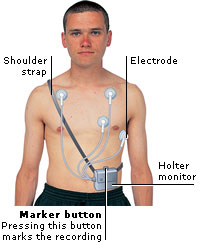 Shoulder
strap
Electrode
Holter
monitor
Marker button
Pressing this button
marks the recording